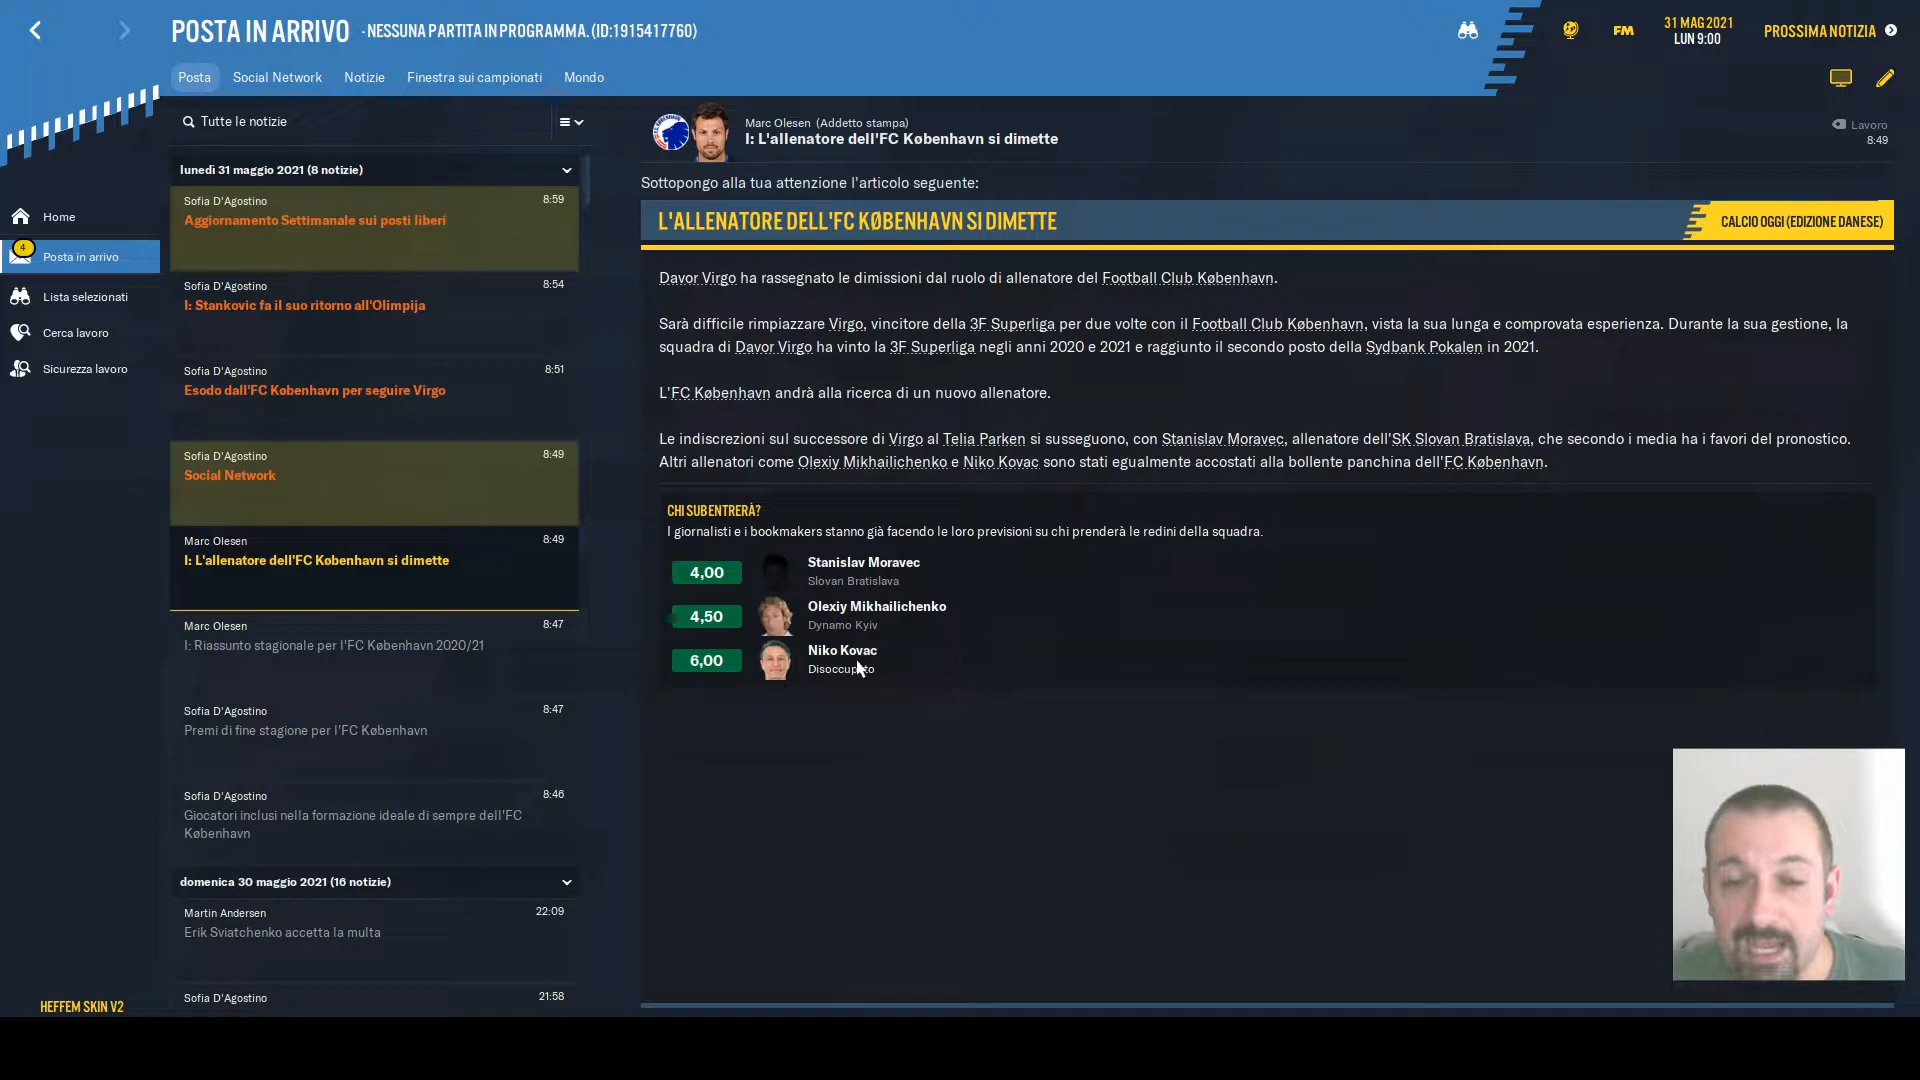 POSTA IN ARRIVO - NESSUNA PARTITA IN PROGRAMMA. (ID:1915417760)
FM
31 MAG 2021
LUN 9:00
PROSSIMA NOTIZIA
Posta Social Network Notizie Finestra sui campionati Mondo
Home
4
Posta in arrivo
Lista selezionati
Cerca lavoro
Sicurezza lavoro
HEFFEM SKIN V2
Tutte le notizie
lunedì 31 maggio 2021 (8 notizie)
Sofia D'Agostino 8:59
Aggiornamento Settimanale sui posti liberi
Sofia D'Agostino 8:54
I: Stankovic fa il suo ritorno all'Olimpija
Sofia D'Agostino 8:51
Esodo dall'FC København per seguire Virgo
Sofia D'Agostino 8:49
Social Network
Marc Olesen 8:49
I: L'allenatore dell'FC København si dimette
Marc Olesen 8:47
I: Riassunto stagionale per l'FC København 2020/21
Sofia D'Agostino 8:47
Premi di fine stagione per l'FC København
Sofia D'Agostino 8:46
Giocatori inclusi nella formazione ideale di sempre dell'FC
København
domenica 30 maggio 2021 (16 notizie)
Martin Andersen 22:09
Erik Sviatchenko accetta la multa
Sofia D'Agostino 21:58
Marc Olesen (Addetto stampa)
I: L'allenatore dell'FC København si dimette
Lavoro
8:49
Sottopongo alla tua attenzione l'articolo seguente:
L'ALLENATORE DELL'FC KØBENHAVN SI DIMETTE
CALCIO OGGI (EDIZIONE DANESE)
Davor Virgo ha rassegnato le dimissioni dal ruolo di allenatore del Football Club København.
Sarà difficile rimpiazzare Virgo, vincitore della 3F Superliga per due volte con il Football Club København, vista la sua lunga e comprovata esperienza. Durante la sua gestione, la
squadra di Davor Virgo ha vinto la 3F Superliga negli anni 2020 e 2021 e raggiunto il secondo posto della Sydbank Pokalen in 2021.
L'FC København andrà alla ricerca di un nuovo allenatore.
Le indiscrezioni sul successore di Virgo al Telia Parken si susseguono, con Stanislav Moravec, allenatore dell'SK Slovan Bratislava, che secondo i media ha i favori del pronostico.
Altri allenatori come Olexiy Mikhailichenko e Niko Kovac sono stati egualmente accostati alla bollente panchina dell'FC København.
CHI SUBENTRERÀ?
I giornalisti e i bookmakers stanno già facendo le loro previsioni su chi prenderà le redini della squadra.
4,00
Stanislav Moravec
Slovan Bratislava
4,50
Olexiy Mikhailichenko
Dynamo Kyiv
6,00
Niko Kovac
Disoccupato